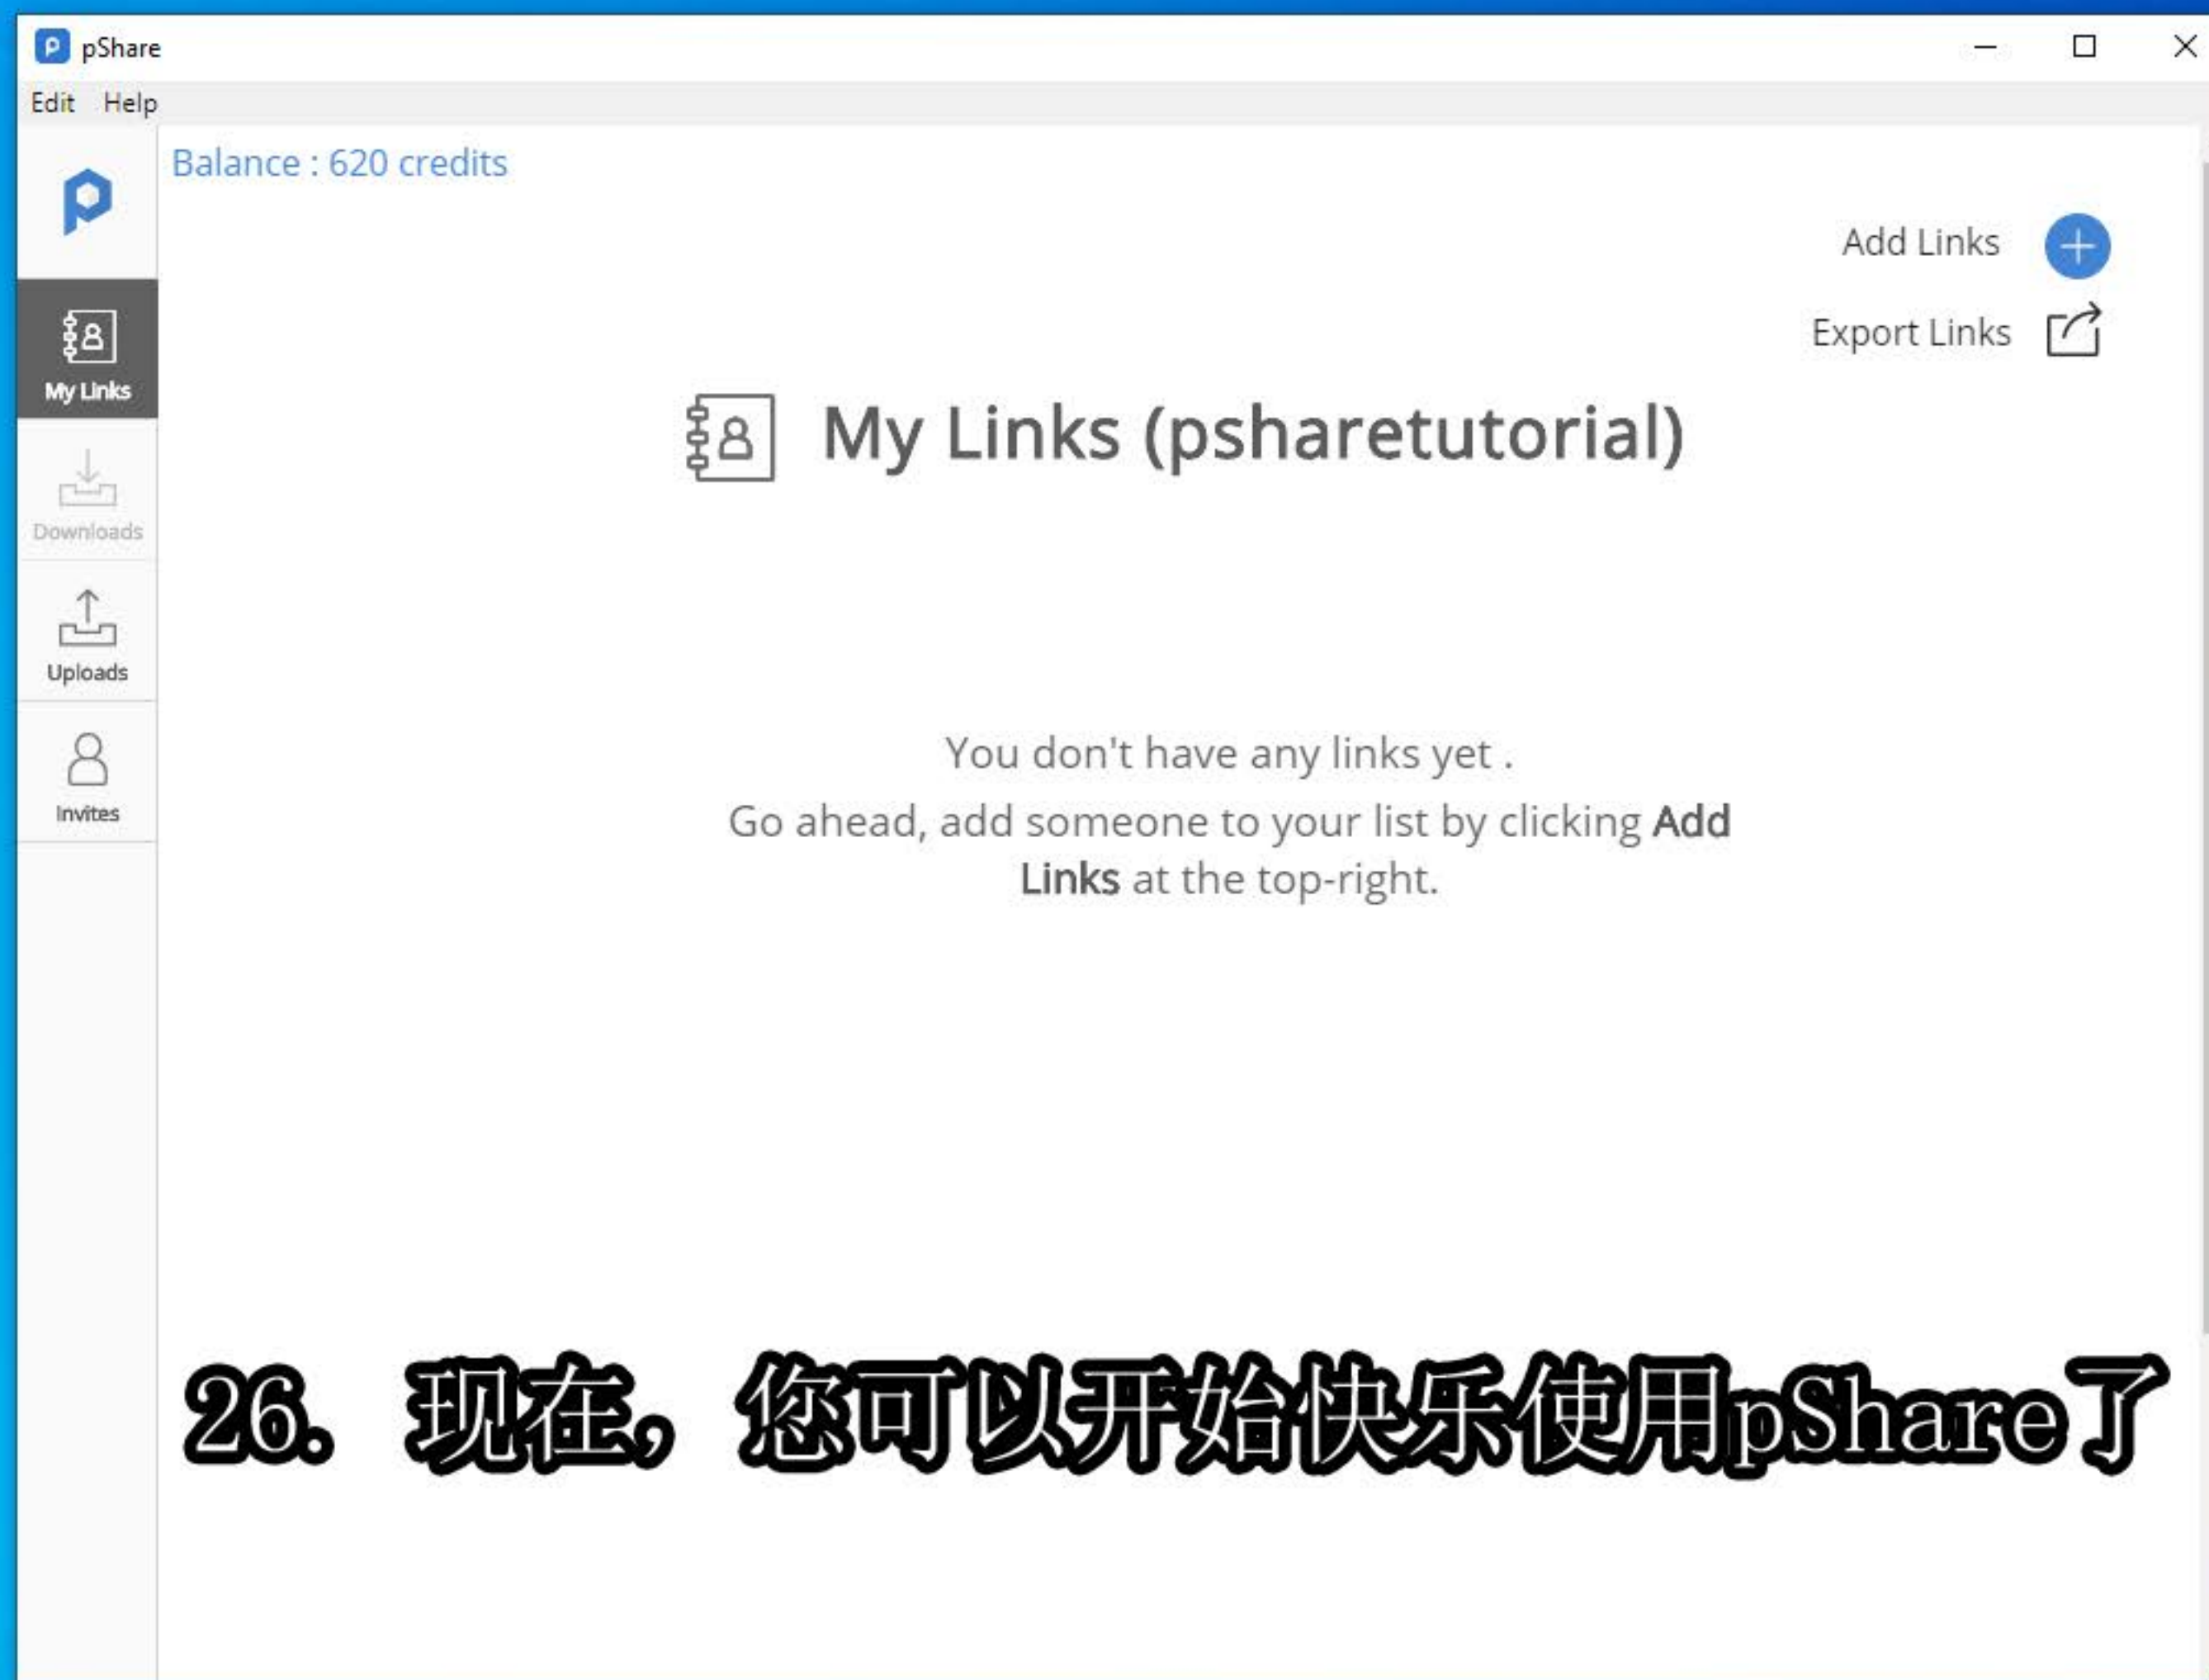 pShare
Edit Help
Balance : 620 credits
Add Links
Export Links
My Links
My Links (psharetutorial)
Downloads
Uploads
Invites
You don't have any links yet .
Go ahead, add someone to your list by clicking Add
Links at the top-right.
26. 现在，您可以开始快乐使用pShare了